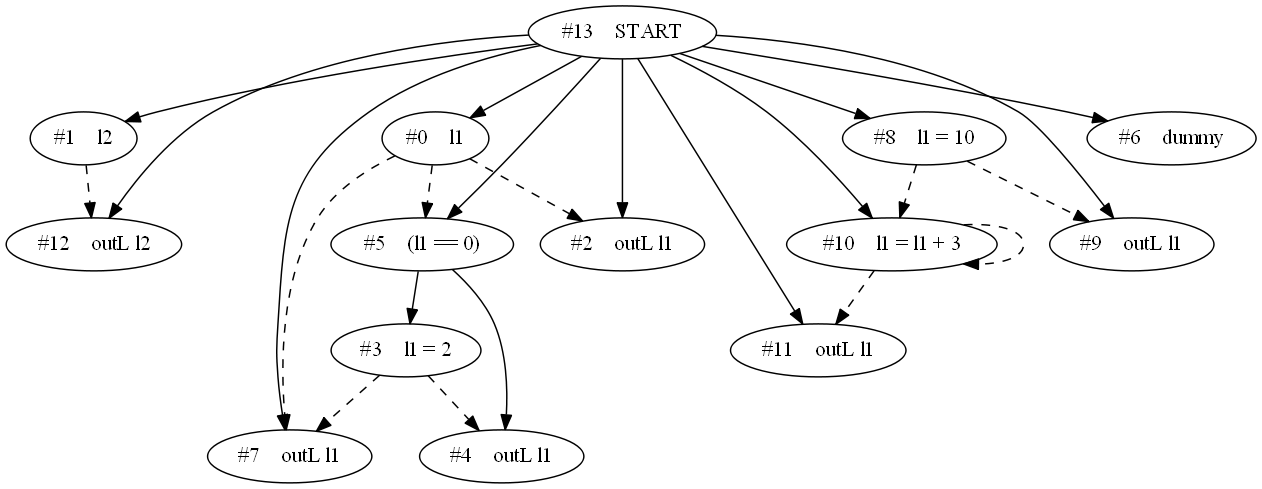 #13 START
#1 l2
#0 l1
#8 l1 = 10
#6 dummy
#12 outL l2
#5 (l1 == 0)
#2 outL l1
#10 l1 = l1 + 3
#9 outL l1
#3 l1 = 2
#11 outL l1
#7 outL l1
#4 outL l1